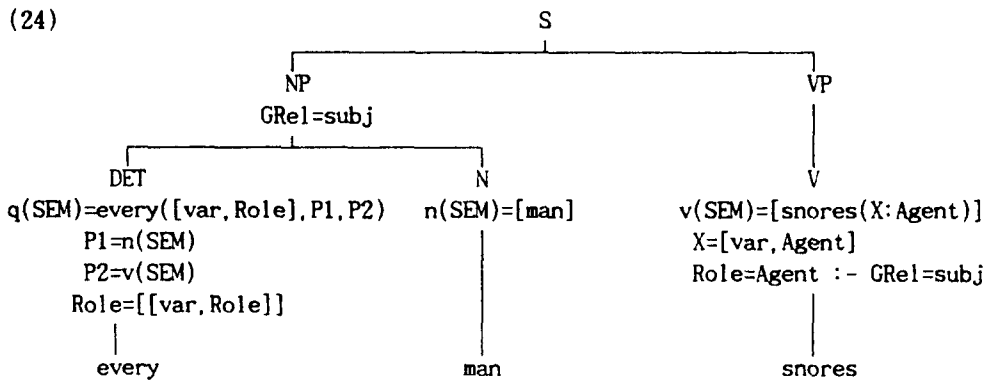 (24) S
NP VP
GRel=subj
DET N V
q(SEM)=every([var,Role],P1,P2) n(SEM)=[man] v(SEM)=[snores(X:Agent)]
P1=n(SEM) X=[var,Agent]
P2=v(SEM) Role=Agent :- GRel=subj
Role=[[var,Role]]
every man snores